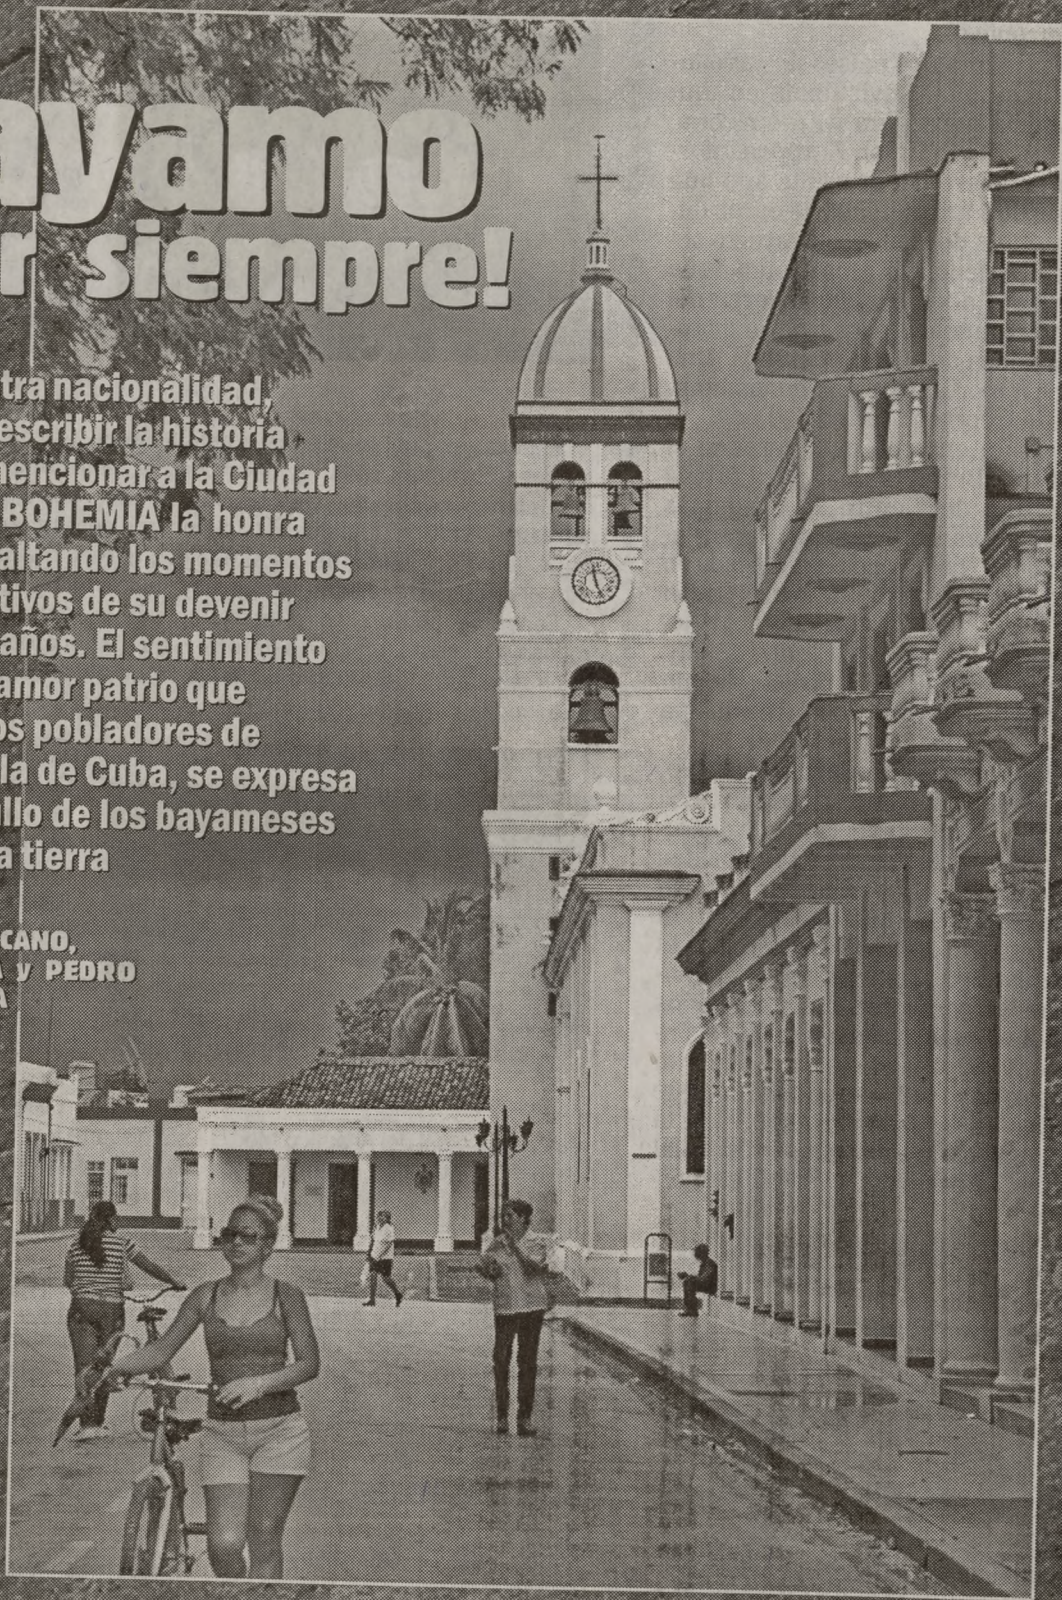 ayamo
r siempre!
tra nacionalidad,
escribir la historia
mencionar a la Ciudad
BOHEMIA la honra
altando los momentos
tivos de su devenir
años. El sentimiento
amor patrio que
os pobladores de
la de Cuba, se expresa
llo de los bayameses
a tierra
CANO,
A y PEDRO
A